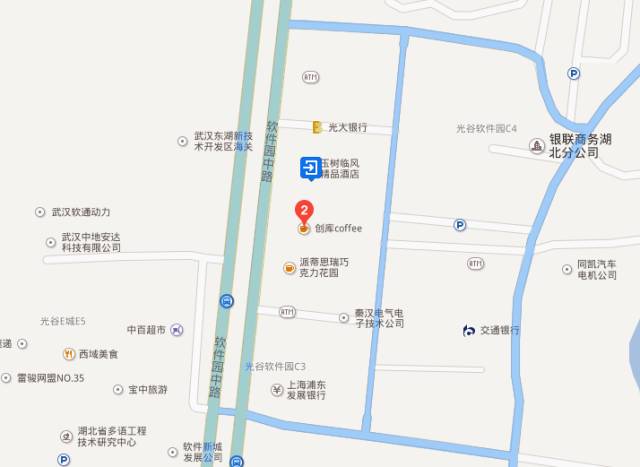 ATM
P
光大银行
光谷软件园C4
武汉东湖新技
术开发区海关
软件园中路
银联商务湖
北分公司
玉树临风
精品酒店
2
武汉软通动力
创库coffee
P
武汉中地安达
科技有限公司
派蒂思瑞巧
克力花园
ATM
同凯汽车
电机公司
ATM
秦汉电气电
子技术公司
光谷E城E5
中百超市
交通银行
软件园中路
递
西域美食
光谷软件园C3
雷骏网盟NO.35
宝中旅游
上海浦东
发展银行
湖北省多语工程
技术研究中心
软件新城
发展公司
P